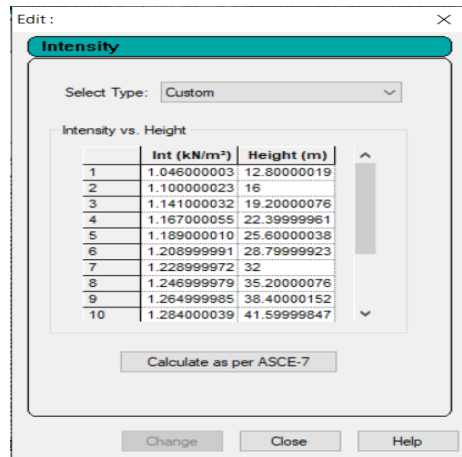 Edit :
Intensity
Select Type: Custom
Intensity vs. Height
Int (kN/m²) Height (m)
1 1.046000003 12.80000019
2 1.100000023 16
3 1.141000032 19.20000076
4 1.167000055 22.39999961
5 1.189000010 25.60000038
6 1.208999991 28.79999923
7 1.228999972 32
8 1.246999979 35.20000076
9 1.264999985 38.40000152
10 1.284000039 41.59999847
Calculate as per ASCE-7
Change Close Help